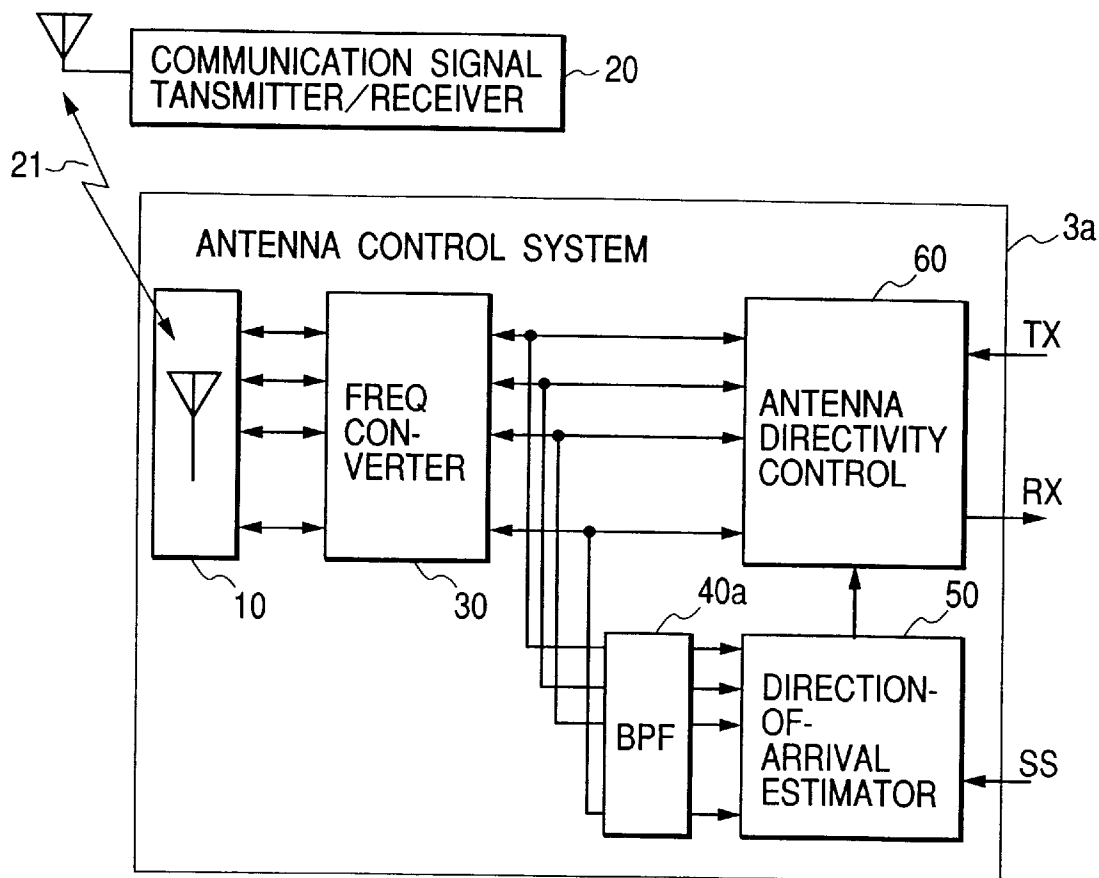 COMMUNICATION SIGNAL
TANSMITTER/RECEIVER
20
21
ANTENNA CONTROL SYSTEM
3a
60
TX
FREQ
CON-
VERTER
ANTENNA
DIRECTIVITY
CONTROL
RX
10
30
40a
50
BPF
DIRECTION-
OF-
ARRIVAL
ESTIMATOR
SS